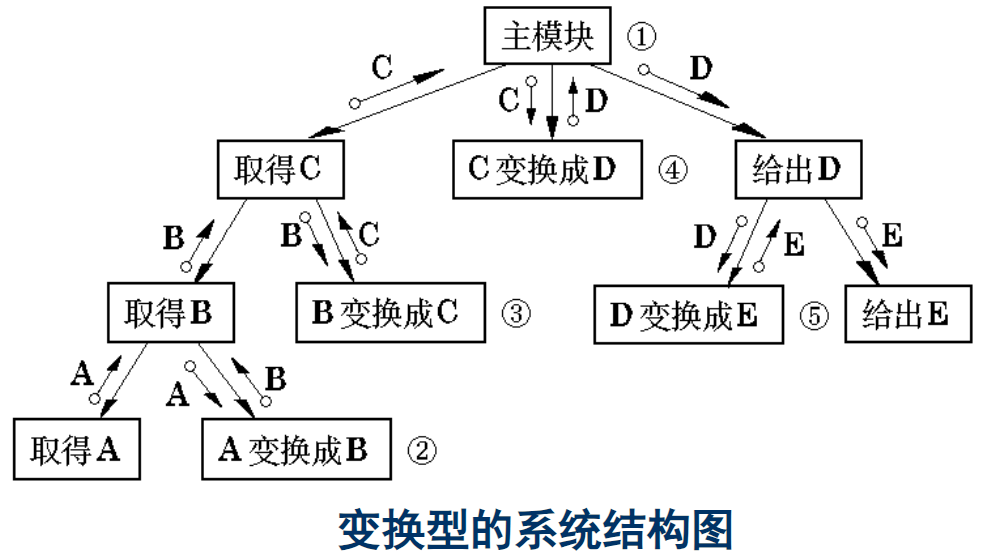 主模块 ①
C C D D
取得C C变换成D ④ 给出D
B B C D E E
取得B B变换成C ③ D变换成E ⑤ 给出E
A A B
取得A A变换成B ②
变换型的系统结构图